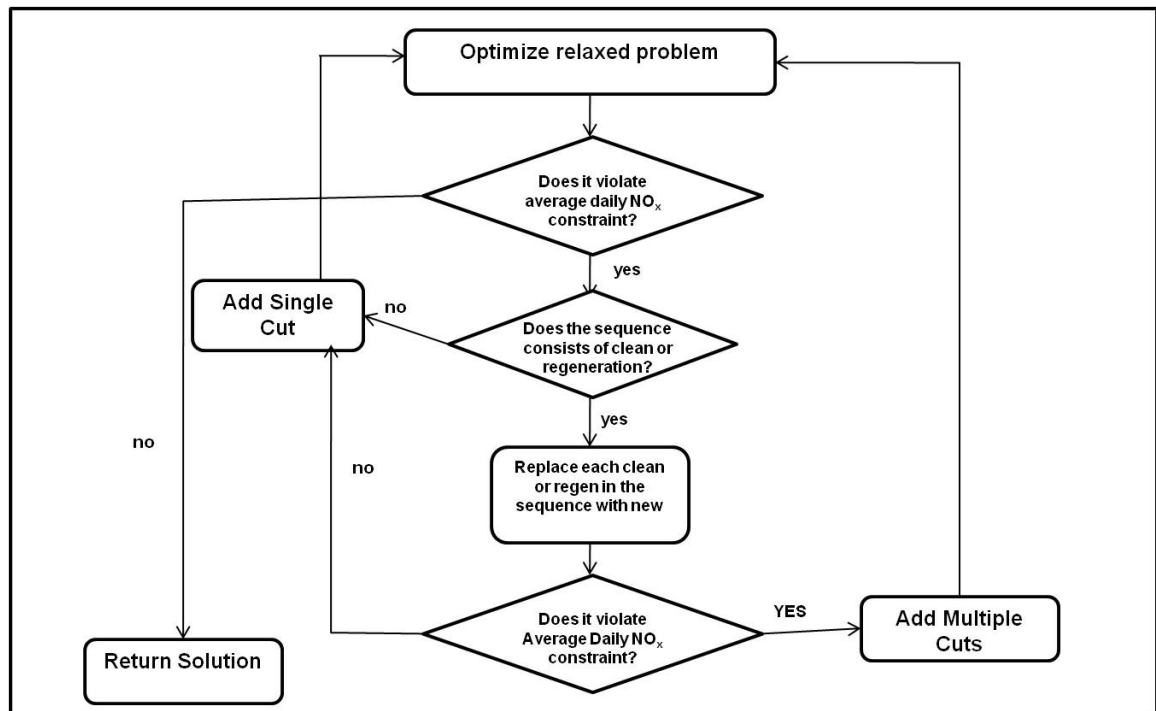 Optimize relaxed problem
Does it violate
average daily NOₓ
constraint?
yes
Add Single
Cut
no
Does the sequence
consists of clean or
regeneration?
yes
no
no
Replace each clean
or regen in the
sequence with new
Does it violate
Average Daily NOₓ
constraint?
YES
Add Multiple
Cuts
Return Solution